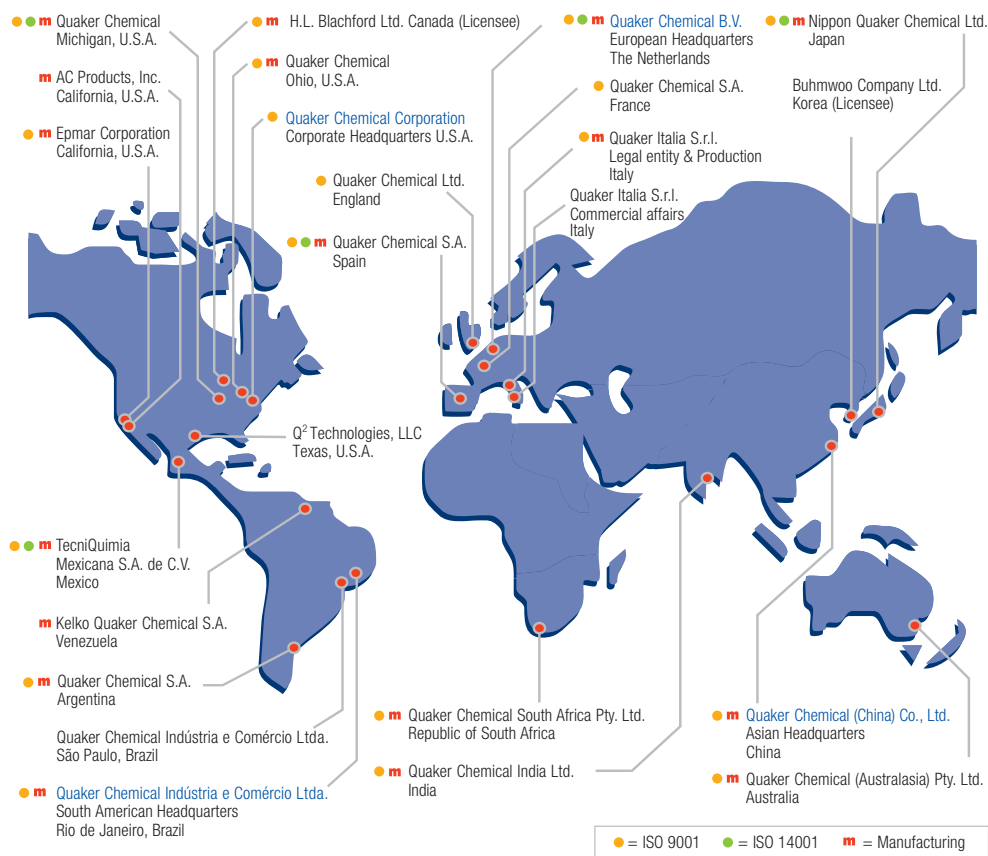 m Quaker Chemical
Michigan, U.S.A.
m AC Products, Inc.
California, U.S.A.
m Epmar Corporation
California, U.S.A.
m H.L. Blachford Ltd. Canada (Licensee)
m Quaker Chemical
Ohio, U.S.A.
Quaker Chemical Corporation
Corporate Headquarters U.S.A.
Quaker Chemical Ltd.
England
m Quaker Chemical S.A.
Spain
m Quaker Chemical B.V.
European Headquarters
The Netherlands
Quaker Chemical S.A.
France
m Quaker Italia S.r.l.
Legal entity & Production
Italy
Quaker Italia S.r.l.
Commercial affairs
Italy
m Nippon Quaker Chemical Ltd.
Japan
Buhmwoo Company Ltd.
Korea (Licensee)
Q² Technologies, LLC
Texas, U.S.A.
m TecniQuimia
Mexicana S.A. de C.V.
Mexico
m Kelko Quaker Chemical S.A.
Venezuela
m Quaker Chemical S.A.
Argentina
Quaker Chemical Indústria e Comércio Ltda.
São Paulo, Brazil
m Quaker Chemical Indústria e Comércio Ltda.
South American Headquarters
Rio de Janeiro, Brazil
m Quaker Chemical South Africa Pty. Ltd.
Republic of South Africa
m Quaker Chemical India Ltd.
India
m Quaker Chemical (China) Co., Ltd.
Asian Headquarters
China
m Quaker Chemical (Australasia) Pty. Ltd.
Australia
= ISO 9001 = ISO 14001 m = Manufacturing